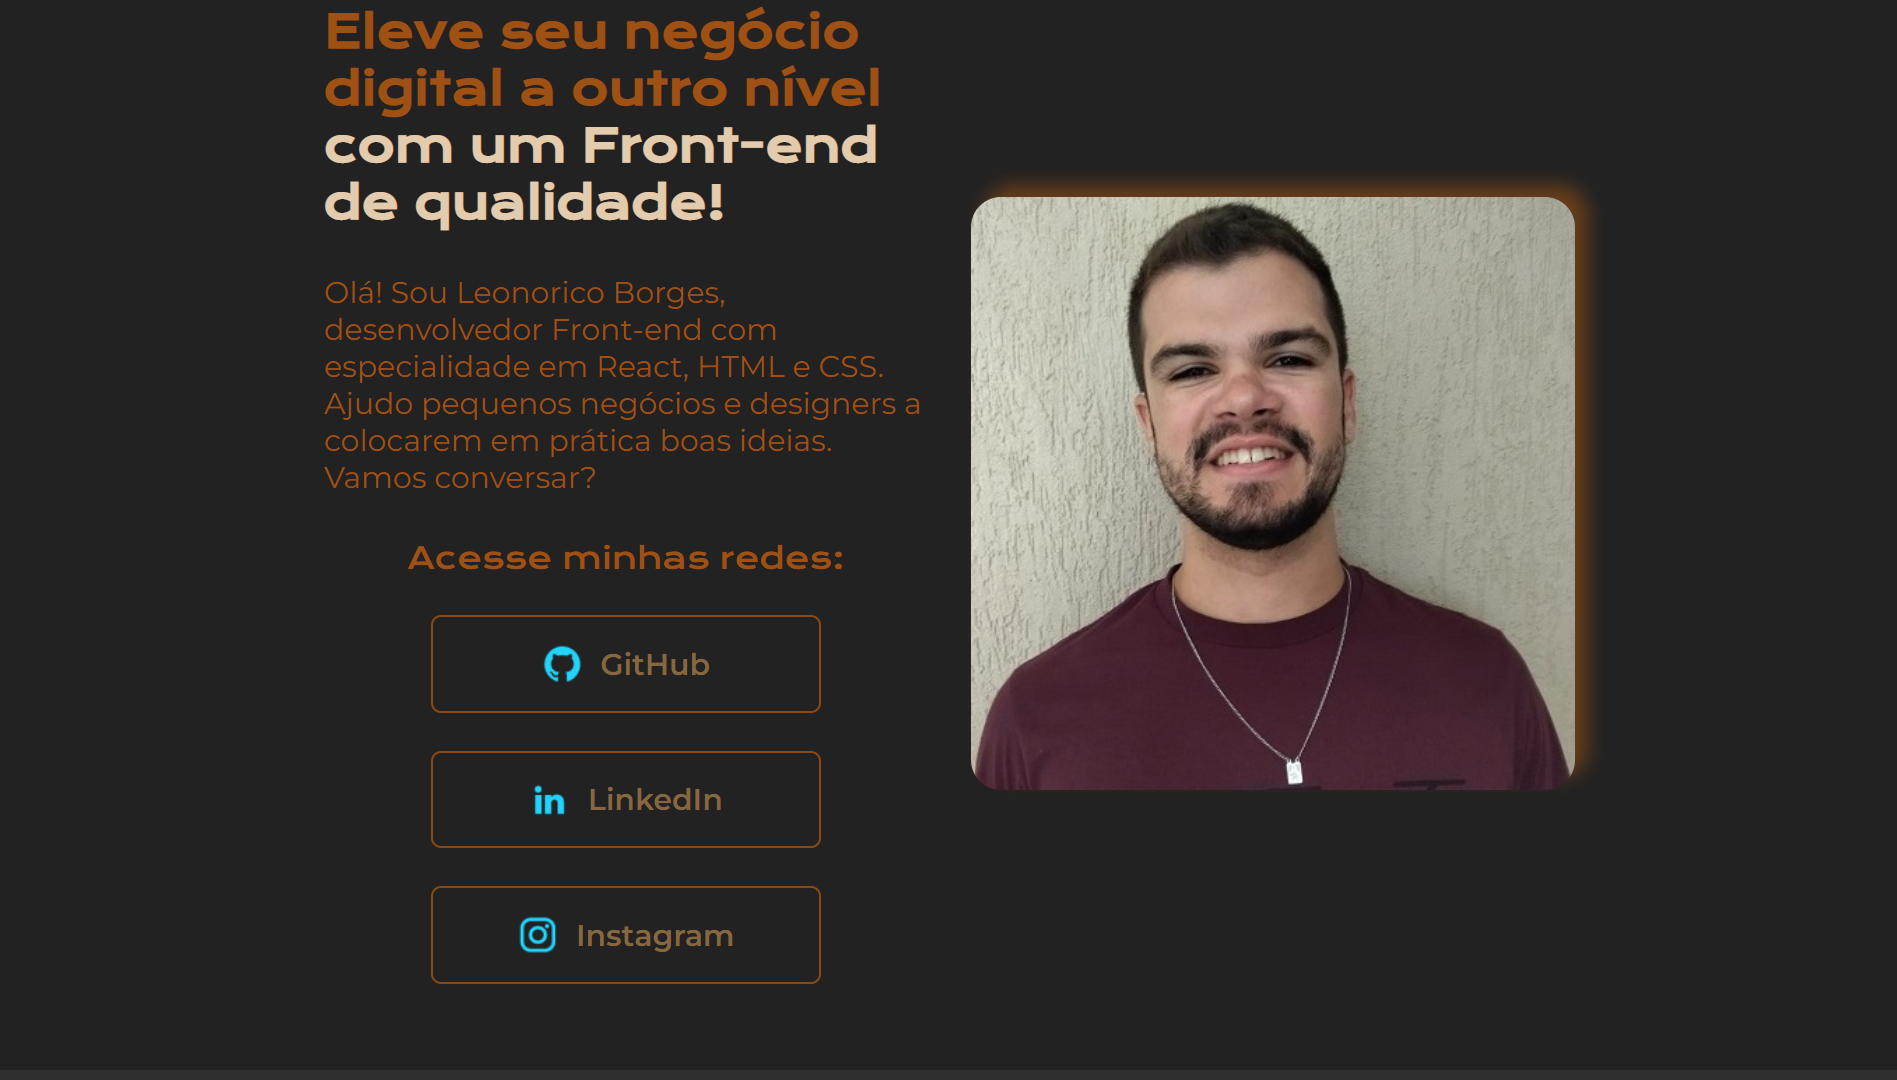 Eleve seu negócio
digital a outro nível
com um Front-end
de qualidade!
Olá! Sou Leonorico Borges,
desenvolvedor Front-end com
especialidade em React, HTML e CSS.
Ajudo pequenos negócios e designers a
colocarem em prática boas ideias.
Vamos conversar?
Acesse minhas redes:
GitHub
in LinkedIn
Instagram